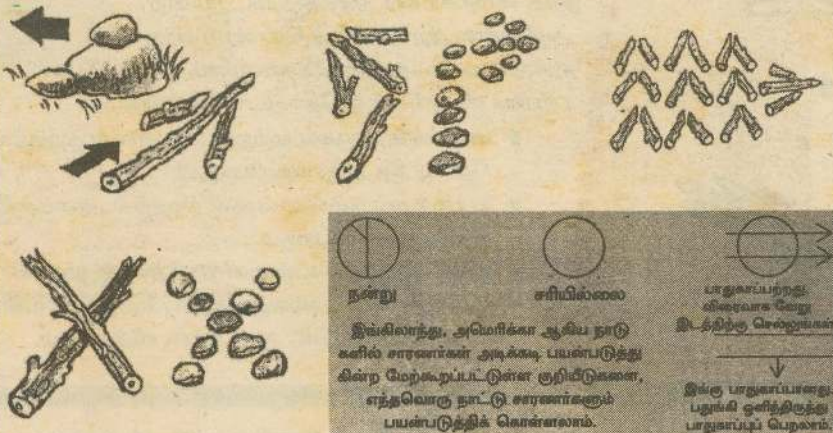 நன்று
சரியில்லை
பாதுகாப்பற்றது.
விரைவாக வேறு
இடத்திற்கு செல்லுங்கள்
இங்கிலாந்து, அமெரிக்கா ஆகிய நாடு
களில் சாரணர்கள் அடிக்கடி பயன்படுத்து
கின்ற மேற்கூறப்பட்டுள்ள குறியீடுகளை,
எந்தவொரு நாட்டு சாரணர்களும்
பயன்படுத்திக் கொள்ளலாம்.
இங்கு பாதுகாப்பானது.
பதுங்கி ஒளித்திருந்து
பாதுகாப்புப் பெறலாம்.